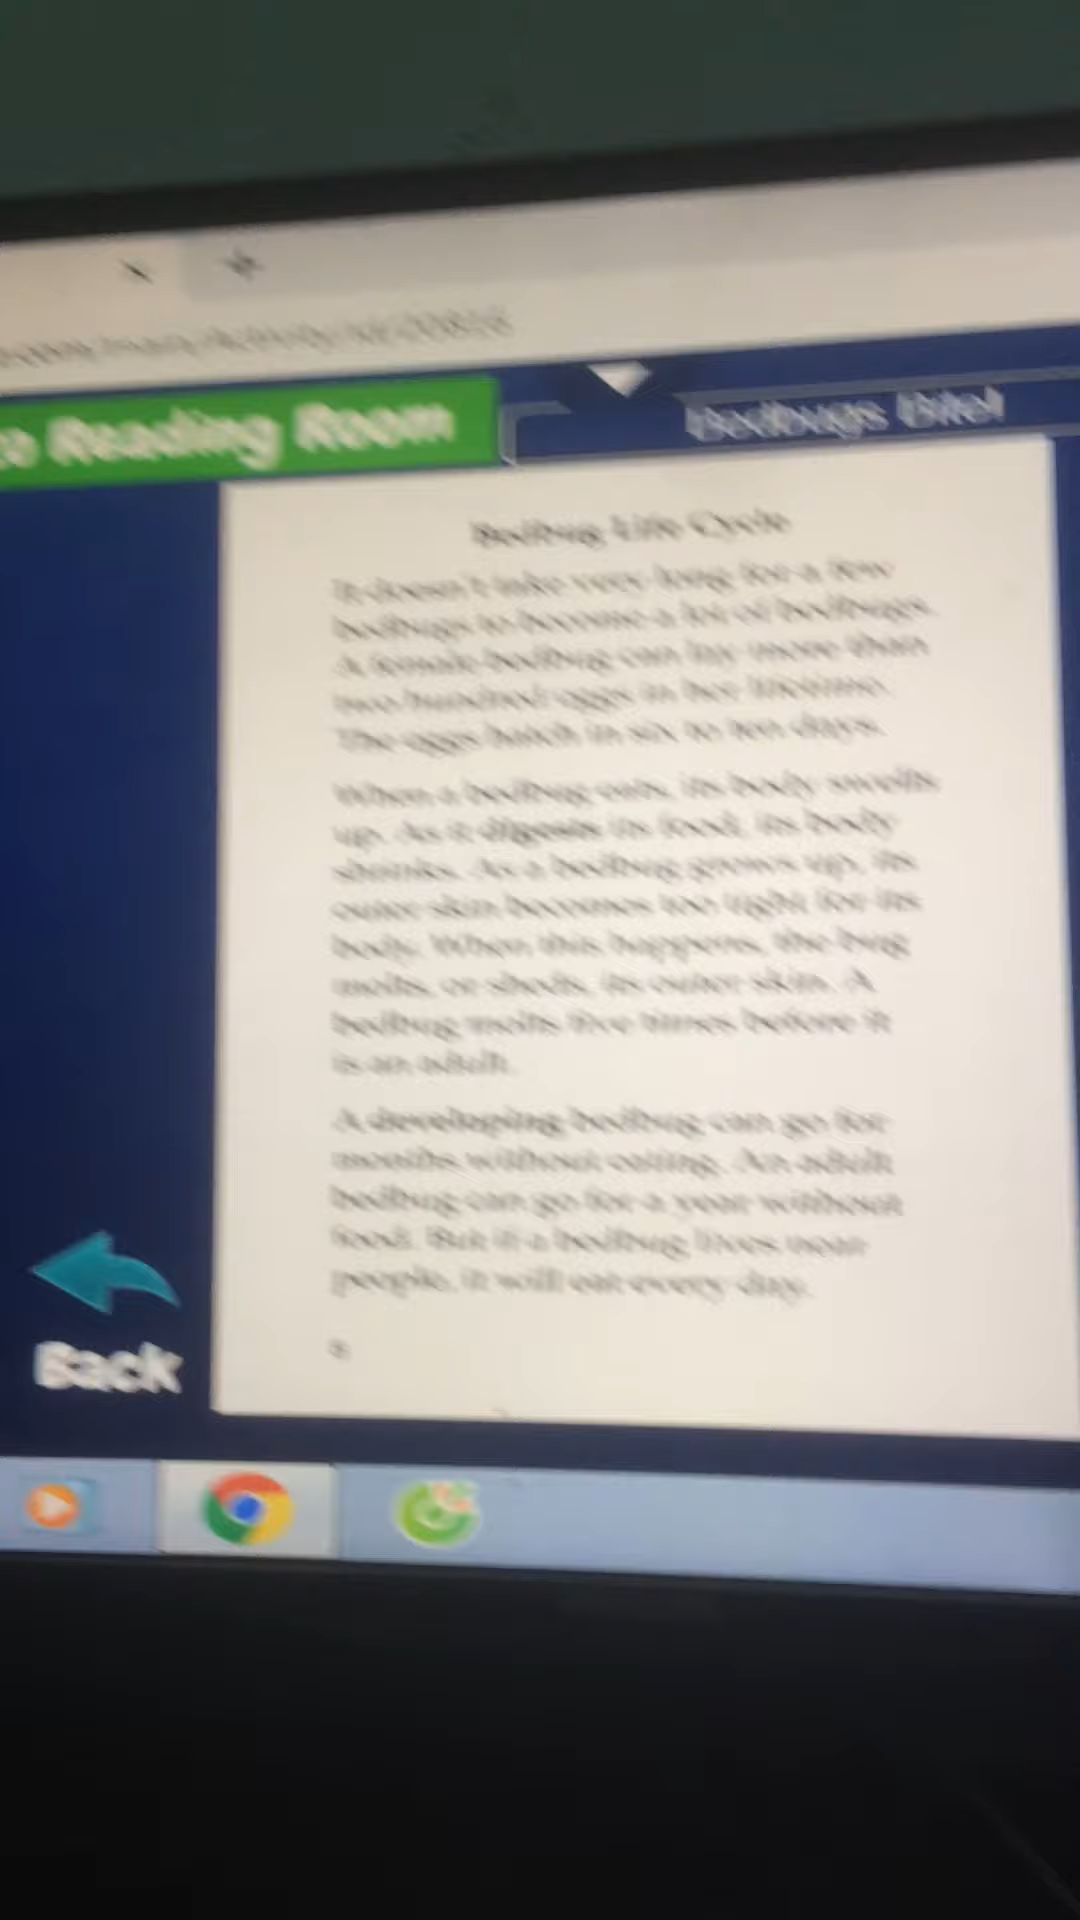 to Reading Room
Bedbugs Bite!
Bedbug Life Cycle
It doesn't take very long for a few
bedbugs to become a lot of bedbugs.
A female bedbug can lay more than
two hundred eggs in her lifetime.
The eggs hatch in six to ten days.
When a bedbug eats, its body swells
up. As it digests its food, its body
shrinks. As a bedbug grows up, its
outer skin becomes too tight for its
body. When this happens, the bug
molts, or sheds, its outer skin. A
bedbug molts five times before it
is an adult.
A developing bedbug can go for
months without eating. An adult
bedbug can go for a year without
food. But if a bedbug lives near
people, it will eat every day.
Back